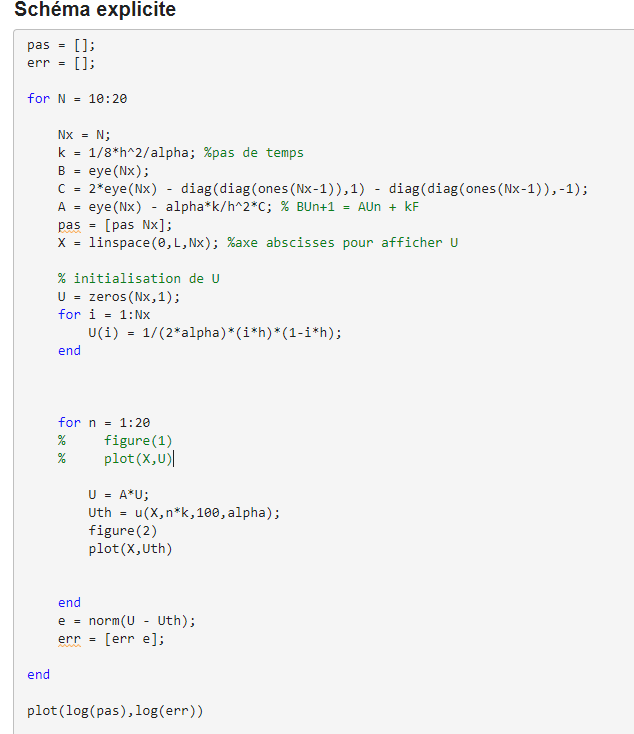 Schéma explicite
pas = [];
err = [];
for N = 10:20
Nx = N;
k = 1/8*h^2/alpha; %pas de temps
B = eye(Nx);
C = 2*eye(Nx) - diag(diag(ones(Nx-1)),1) - diag(diag(ones(Nx-1)),-1);
A = eye(Nx) - alpha*k/h^2*C; % BUn+1 = AUn + kF
pas = [pas Nx];
X = linspace(0,L,Nx); %axe abscisses pour afficher U
% initialisation de U
U = zeros(Nx,1);
for i = 1:Nx
U(i) = 1/(2*alpha)*(i*h)*(1-i*h);
end
for n = 1:20
% figure(1)
% plot(X,U)
U = A*U;
Uth = u(X,n*k,100,alpha);
figure(2)
plot(X,Uth)
end
e = norm(U - Uth);
err = [err e];
end
plot(log(pas),log(err))